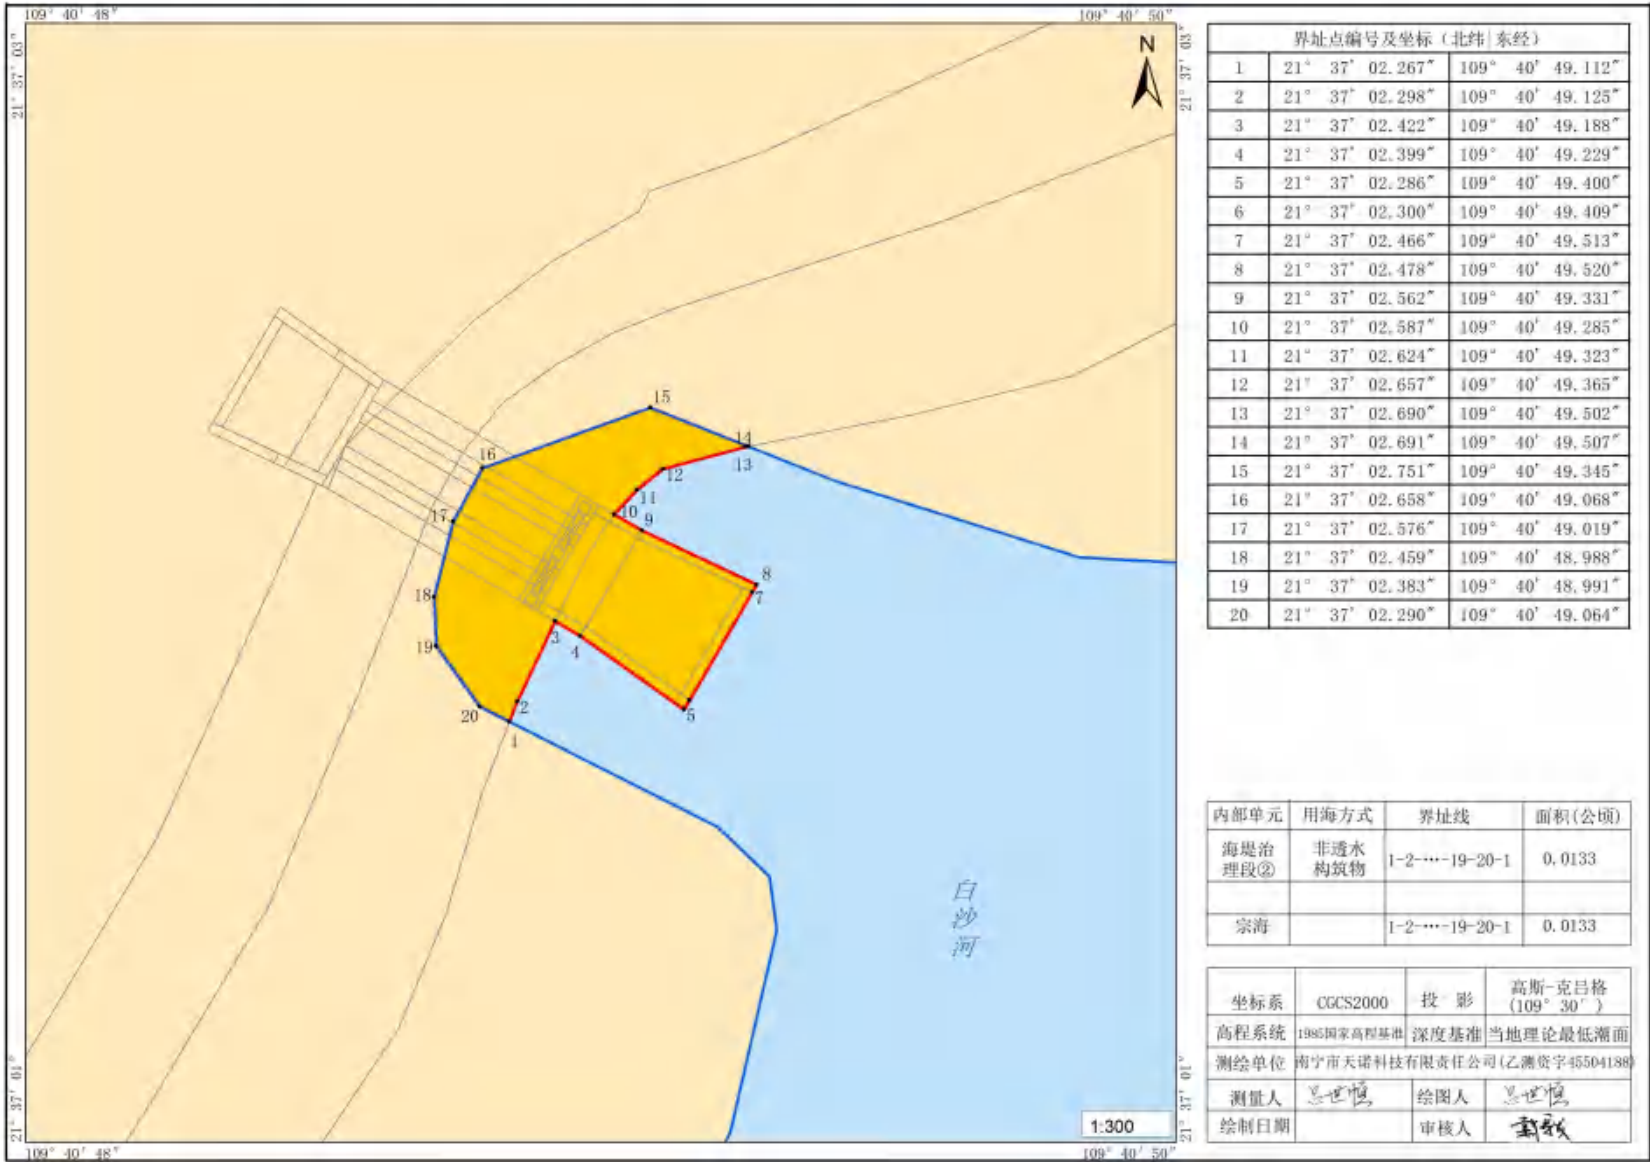 109° 40′ 48″
109° 40′ 50″
21° 37′ 03″
21° 37′ 03″
N
15
14
13
16
12
11
10
17
9
8
7
18
3
4
19
2
5
20
1
白
沙
河
1:300
21° 37′ 01″
21° 37′ 01″
109° 40′ 48″
109° 40′ 50″
界址点编号及坐标（北纬|东经）
1 21° 37′ 02.267″ 109° 40′ 49.112″
2 21° 37′ 02.298″ 109° 40′ 49.125″
3 21° 37′ 02.422″ 109° 40′ 49.188″
4 21° 37′ 02.399″ 109° 40′ 49.229″
5 21° 37′ 02.286″ 109° 40′ 49.400″
6 21° 37′ 02.300″ 109° 40′ 49.409″
7 21° 37′ 02.466″ 109° 40′ 49.513″
8 21° 37′ 02.478″ 109° 40′ 49.520″
9 21° 37′ 02.562″ 109° 40′ 49.331″
10 21° 37′ 02.587″ 109° 40′ 49.285″
11 21° 37′ 02.624″ 109° 40′ 49.323″
12 21° 37′ 02.657″ 109° 40′ 49.365″
13 21° 37′ 02.690″ 109° 40′ 49.502″
14 21° 37′ 02.691″ 109° 40′ 49.507″
15 21° 37′ 02.751″ 109° 40′ 49.345″
16 21° 37′ 02.658″ 109° 40′ 49.068″
17 21° 37′ 02.576″ 109° 40′ 49.019″
18 21° 37′ 02.459″ 109° 40′ 48.988″
19 21° 37′ 02.383″ 109° 40′ 48.991″
20 21° 37′ 02.290″ 109° 40′ 49.064″
内部单元 用海方式 界址线 面积(公顷)
海堤治理段② 非透水构筑物 1-2-…-19-20-1 0.0133
宗海 1-2-…-19-20-1 0.0133
坐标系 CGCS2000 投 影 高斯-克吕格(109° 30′)
高程系统 1985国家高程基准 深度基准 当地理论最低潮面
测绘单位 南宁市天诺科技有限责任公司(乙测资字45504188)
测量人 绘图人
绘制日期 审核人